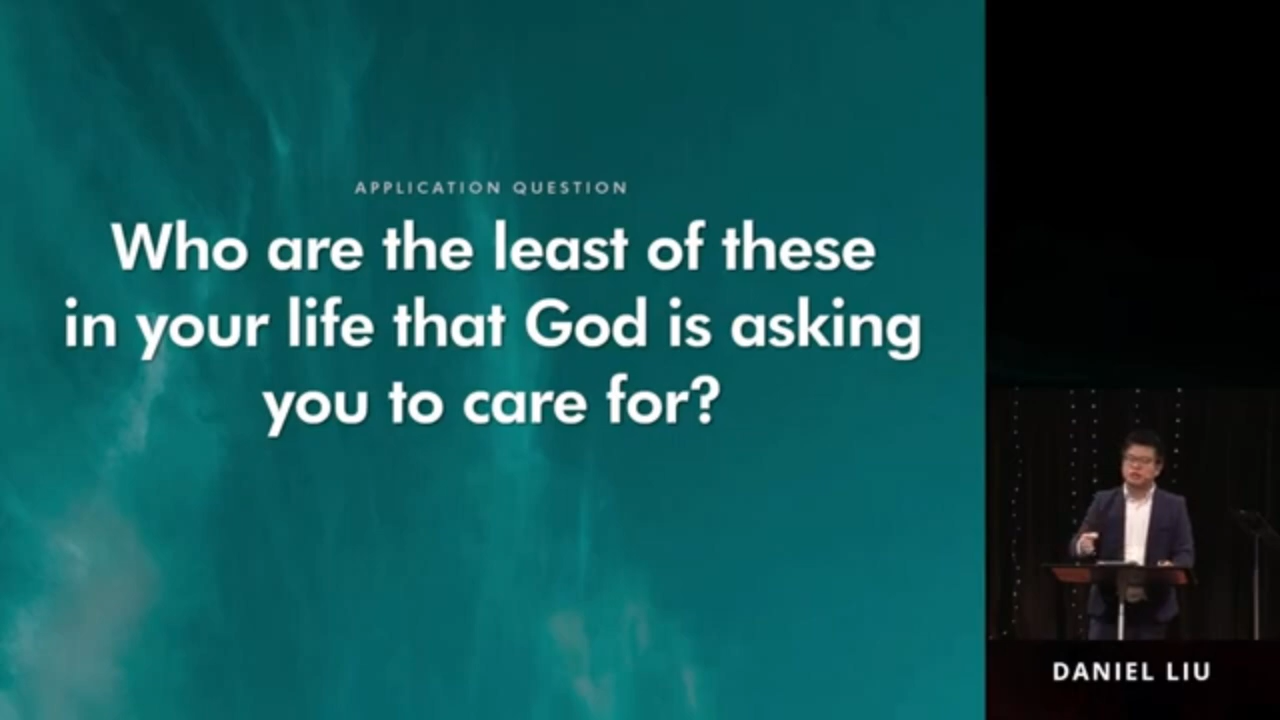 APPLICATION QUESTION
Who are the least of these
in your life that God is asking
you to care for?
DANIEL LIU